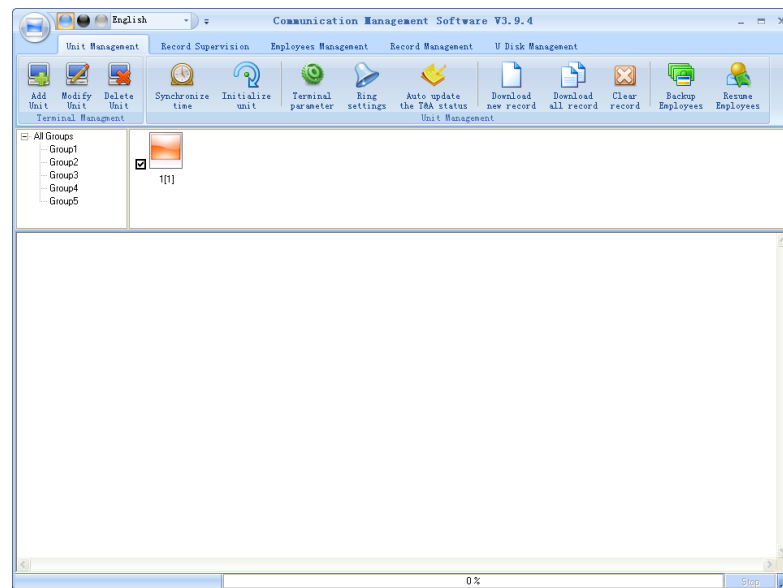 English
Communication Management Software V3.9.4
Unit Management Record Supervision Employees Management Record Management U Disk Management
Add Unit Modify Unit Delete Unit Synchronize time Initialize unit Terminal parameter Ring settings Auto update the T&A status Download new record Download all record Clear record Backup Employees Resume Employees
Terminal Managment Unit Management
All Groups
Group1
Group2
Group3
Group4
Group5
1[1]
0 %
Stop